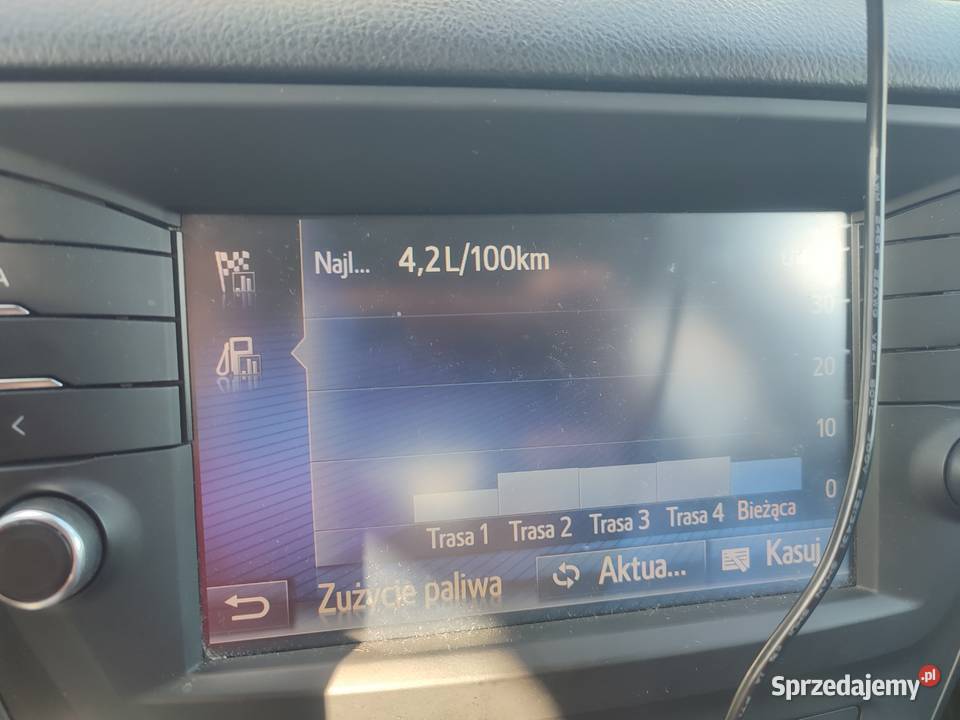 Najl... 4,2L/100km
30
20
10
0
Trasa 1 Trasa 2 Trasa 3 Trasa 4 Bieżąca
Zużycie paliwa Aktua... Kasuj
A
Sprzedajemy.pl